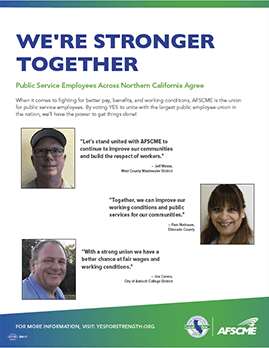 WE'RE STRONGER
TOGETHER
Public Service Employees Across Northern California Agree
When it comes to fighting for better pay, benefits, and working conditions, AFSCME is the union
for public service employees. By voting YES to unite with the largest public employee union in
the nation, we'll have the power to get things done!
"Let's stand united with AFSCME to
continue to improve our communities
and build the respect of workers."
– Jeff
West County Wastewater District
"Together, we can improve our
working conditions and public
services for our communities."
– Pam
Eldorado County
"With a strong union we have a
better chance at fair wages and
working conditions."
– Joe
City of Antioch College District
FOR MORE INFORMATION, VISIT: YESFORSTRENGTH.ORG
AFSCME